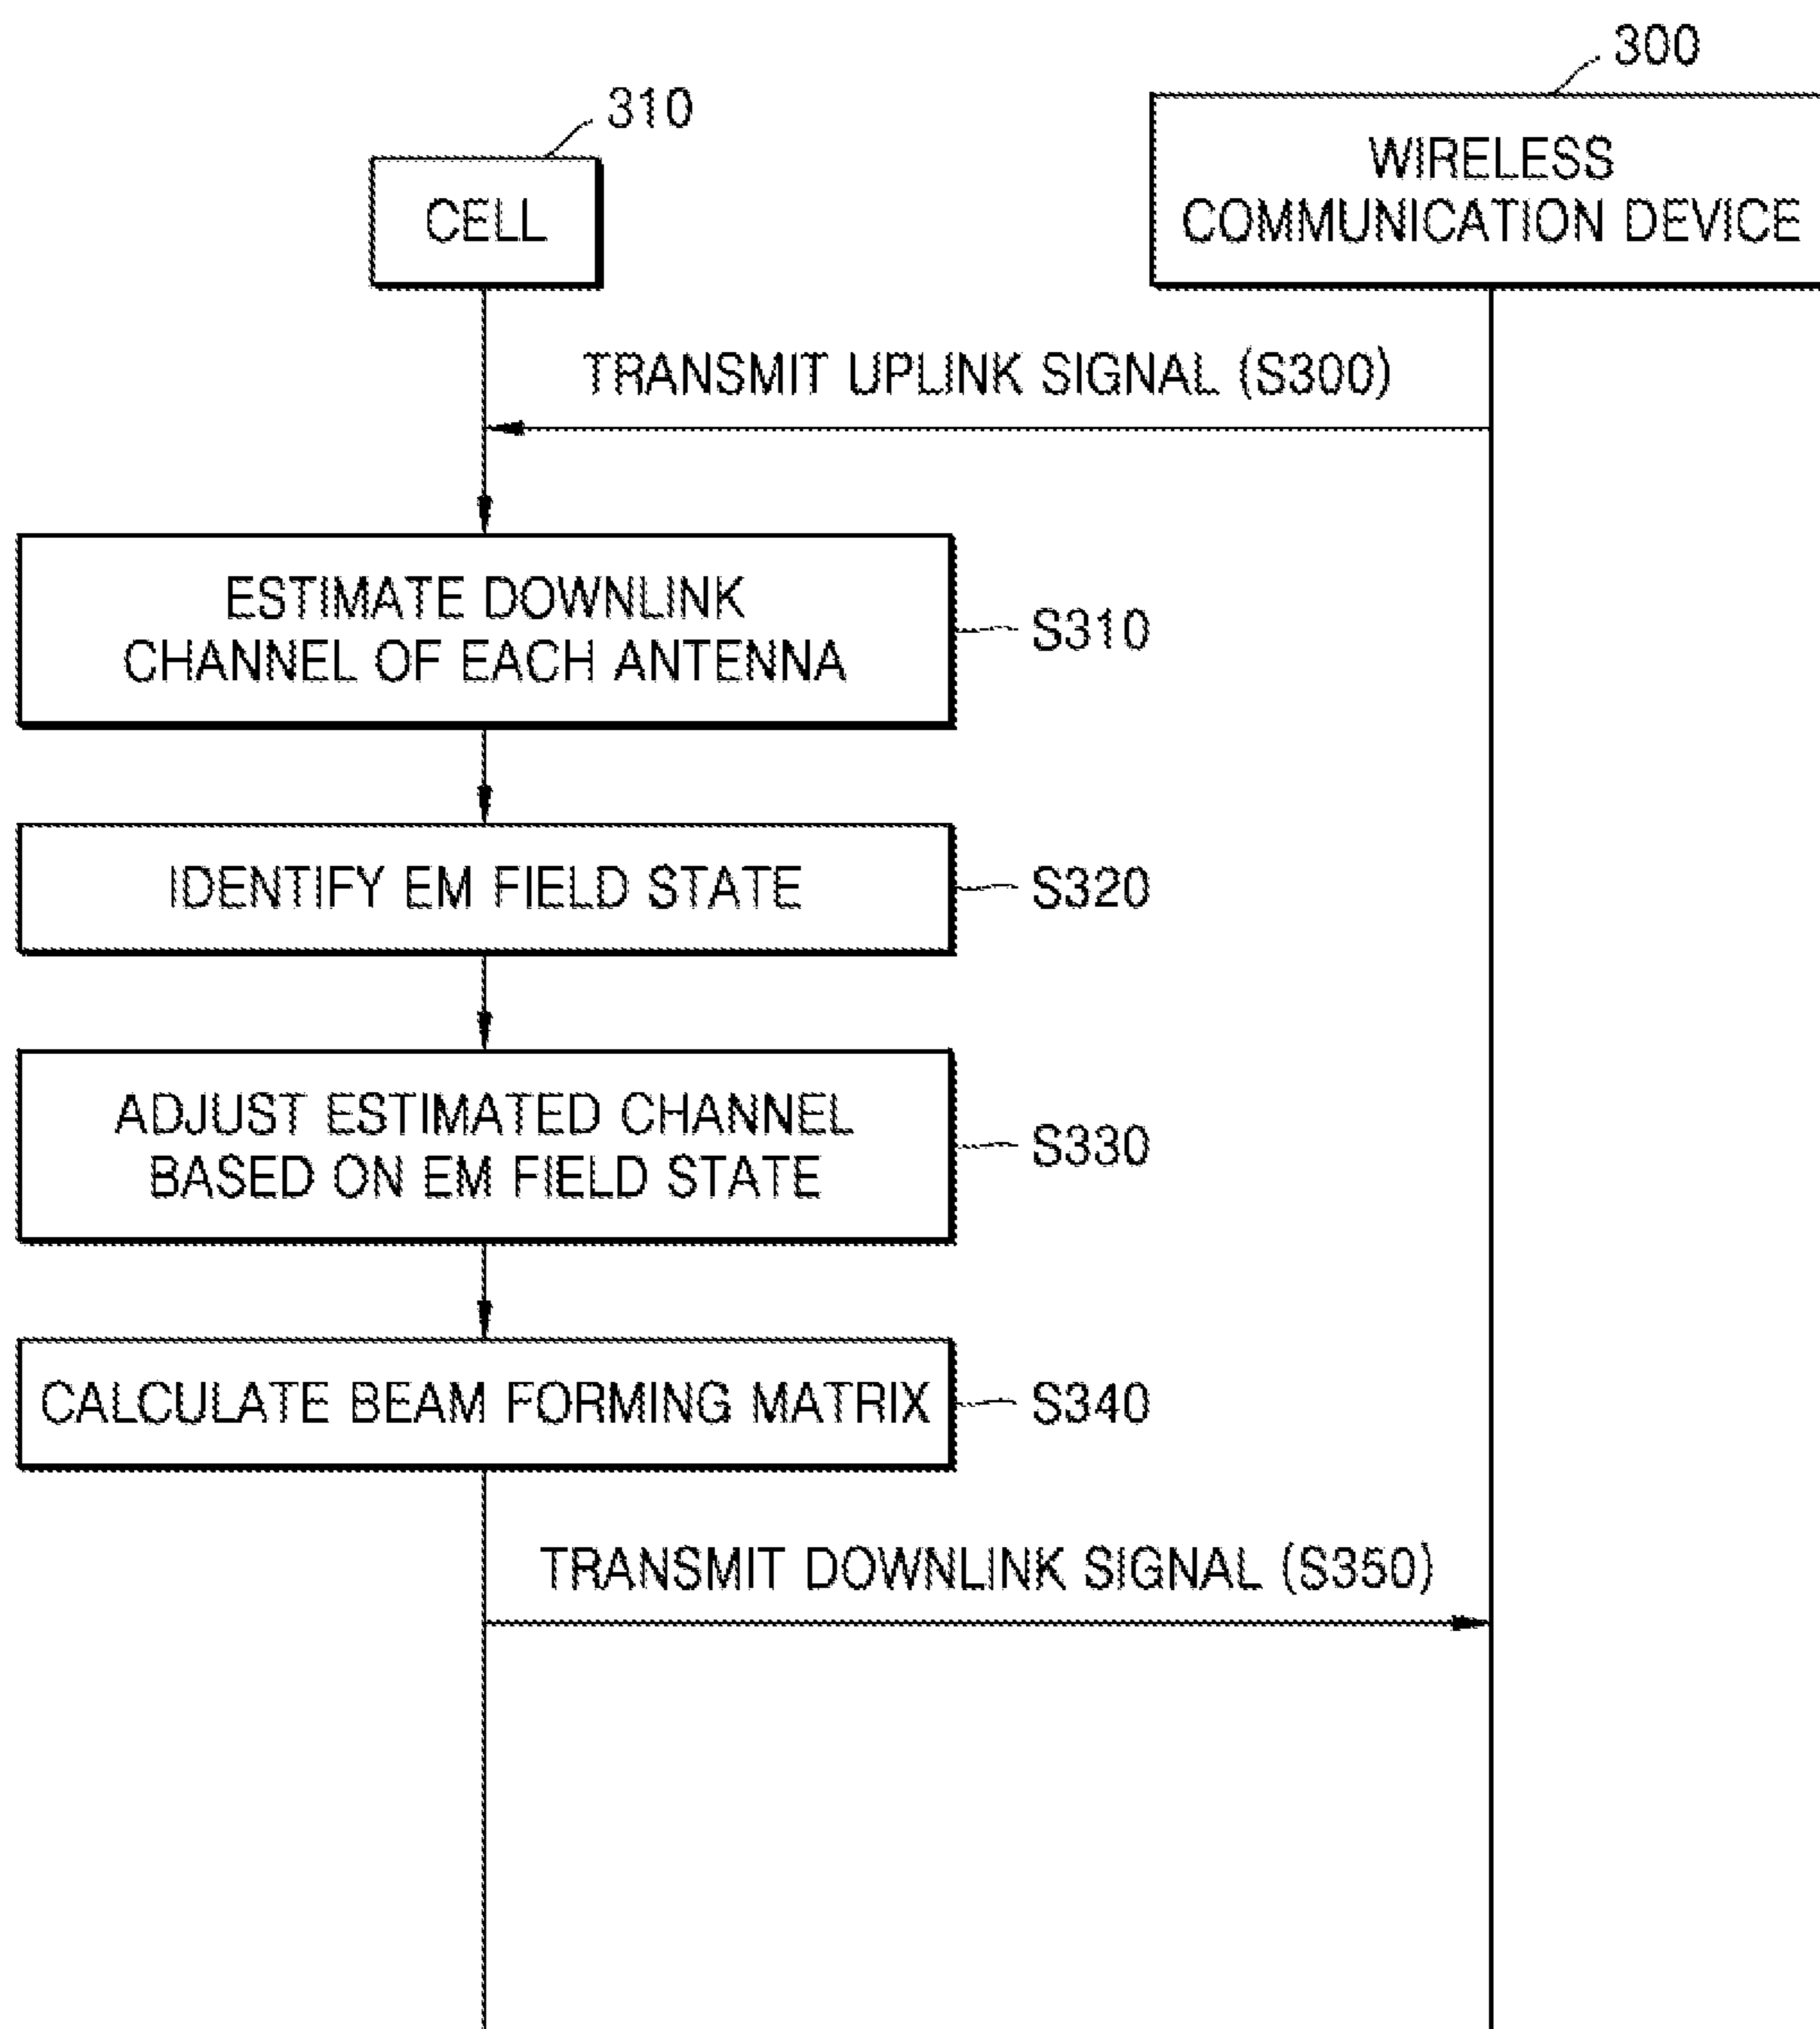 300
310
WIRELESS
COMMUNICATION DEVICE
CELL
TRANSMIT UPLINK SIGNAL (S300)
ESTIMATE DOWNLINK
CHANNEL OF EACH ANTENNA
S310
IDENTIFY EM FIELD STATE
S320
ADJUST ESTIMATED CHANNEL
BASED ON EM FIELD STATE
S330
CALCULATE BEAM FORMING MATRIX
S340
TRANSMIT DOWNLINK SIGNAL (S350)